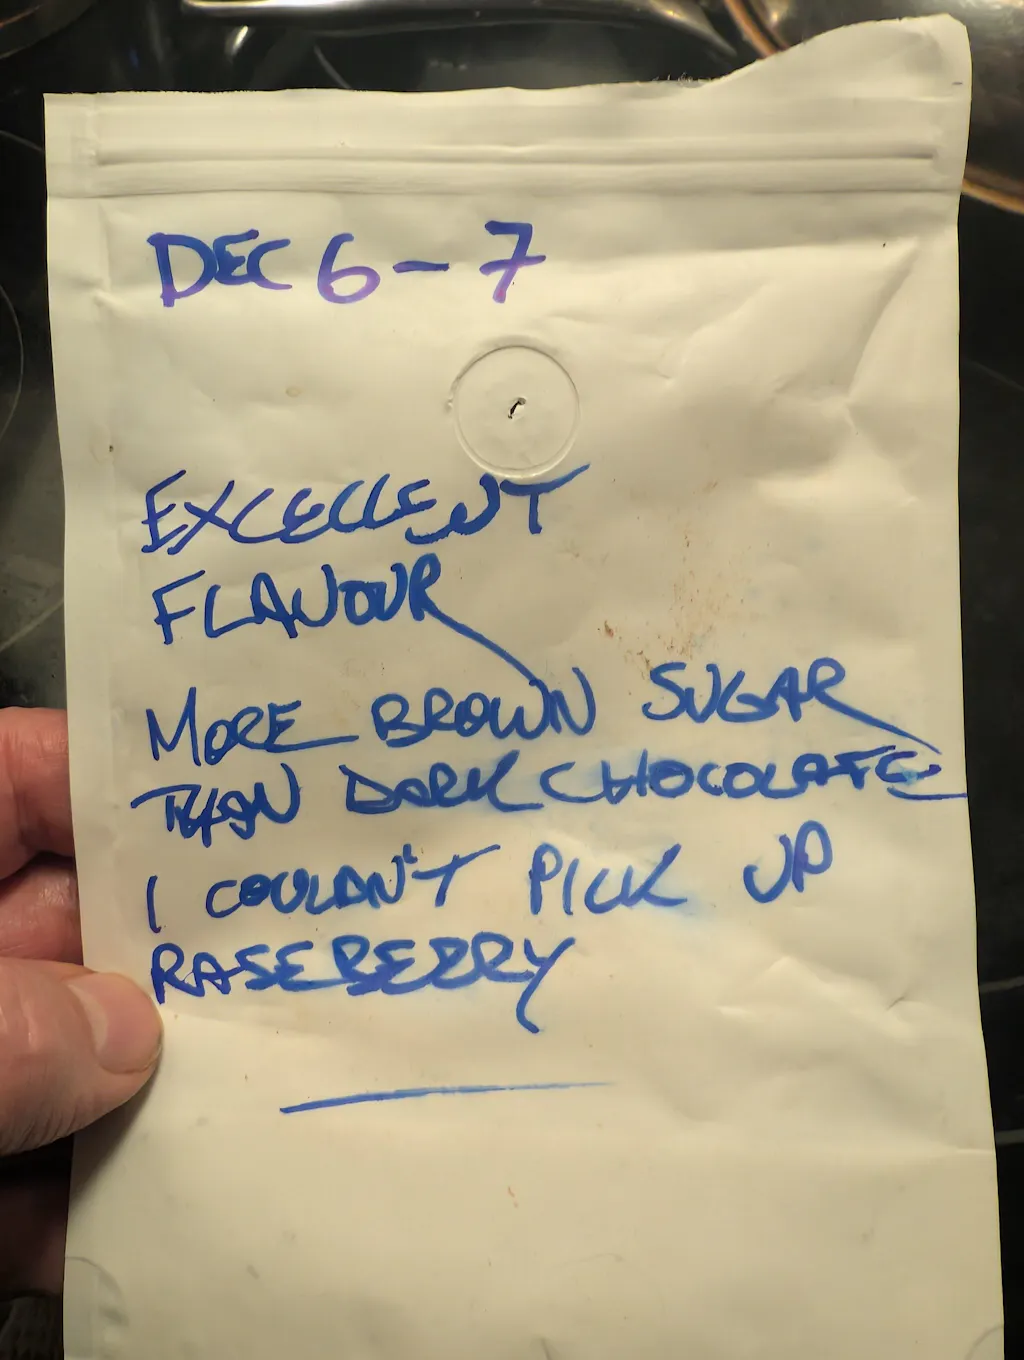 DEC 6-7
EXCELLENT
FLAVOUR
MORE BROWN SUGAR
THAN DARK CHOCOLATE
I COULDN'T PICK UP
RASEBERRY